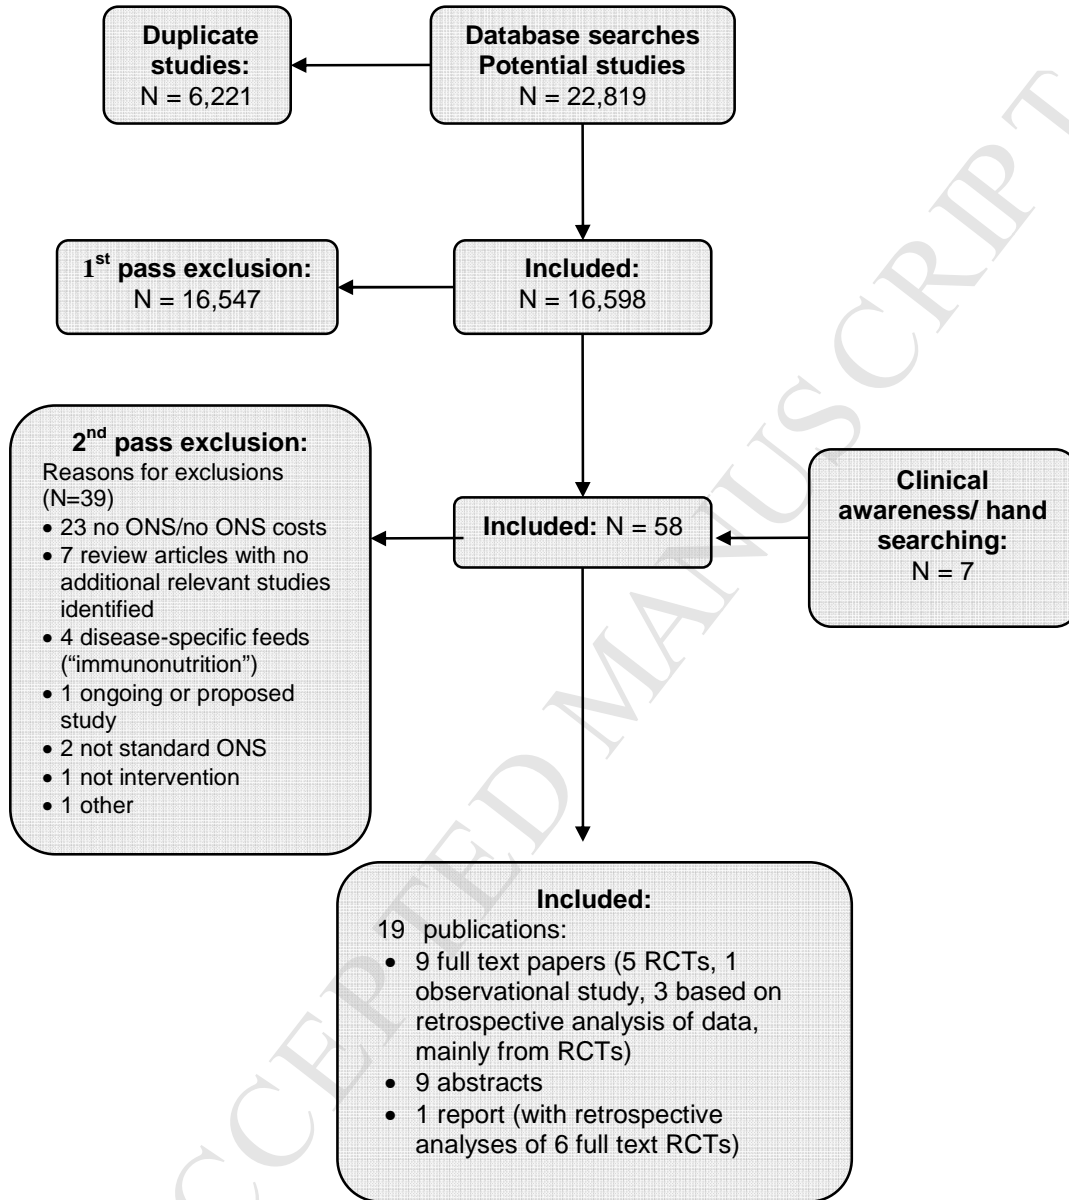 Duplicate
studies:
N = 6,221
Database searches
Potential studies
N = 22,819
1st pass exclusion:
N = 16,547
Included:
N = 16,598
2nd pass exclusion:
Reasons for exclusions
(N=39)
• 23 no ONS/no ONS costs
• 7 review articles with no
additional relevant studies
identified
• 4 disease-specific feeds
(“immunonutrition”)
• 1 ongoing or proposed
study
• 2 not standard ONS
• 1 not intervention
• 1 other
Included: N = 58
Clinical
awareness/ hand
searching:
N = 7
Included:
19 publications:
• 9 full text papers (5 RCTs, 1
observational study, 3 based on
retrospective analysis of data,
mainly from RCTs)
• 9 abstracts
• 1 report (with retrospective
analyses of 6 full text RCTs)
CCEPTED MANUSCRIPT